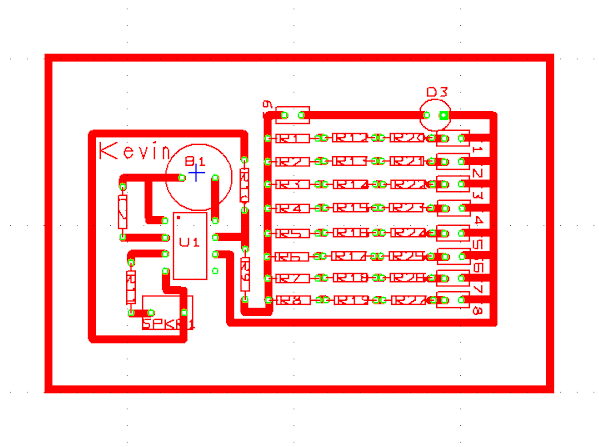 D3
9
R1 R12 R20
1
Kevin
B1
R2 R13 R21
2
R3 R14 R22
3
R4 R15 R23
4
U1
R5 R16 R24
5
R6 R17 R25
6
R7 R18 R26
7
R8 R19 R27
8
R9
R10
R11
SPKR1